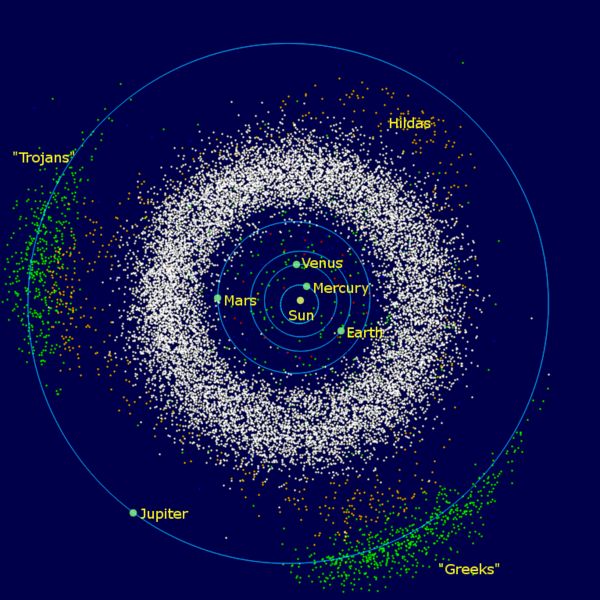 Hildas
"Trojans"
Venus
Mercury
Mars
Sun
Earth
Jupiter
"Greeks"